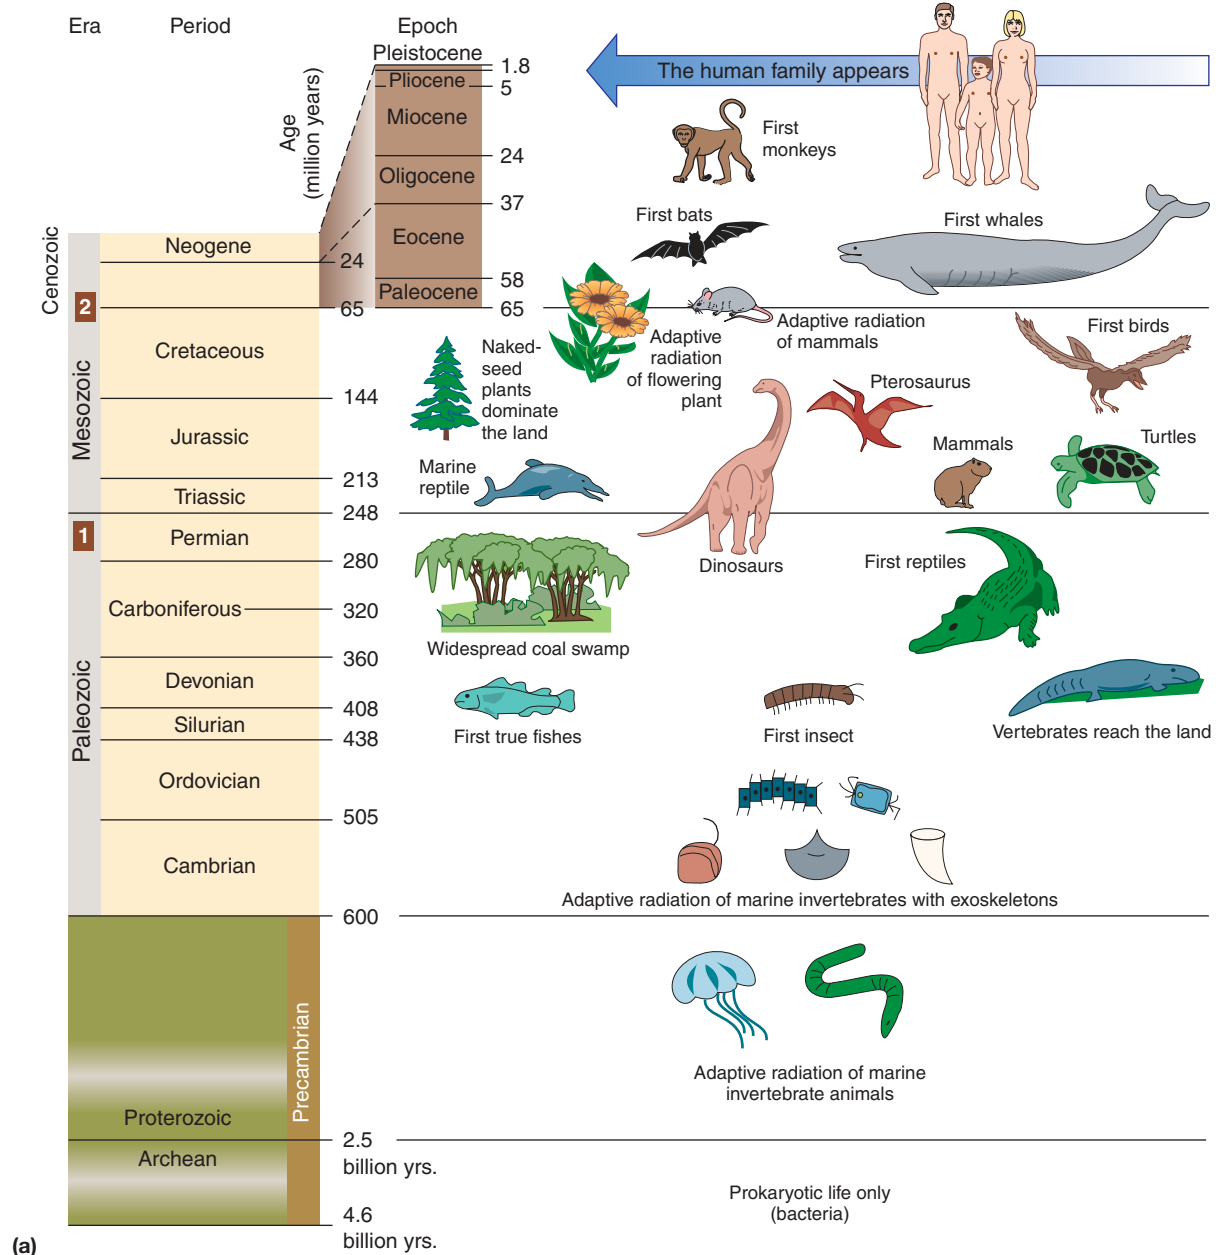 Era
Period
Epoch
Pleistocene
Age
(million years)
1.8
Pliocene
5
Miocene
24
Oligocene
37
Eocene
58
Paleocene
65
The human family appears
First
monkeys
First bats
First whales
Cenozoic
Neogene
24
2
65
Adaptive radiation
of mammals
First birds
Adaptive
radiation
of flowering
plant
Naked-
seed
plants
dominate
the land
Mesozoic
Cretaceous
144
Pterosaurus
Jurassic
Mammals
Turtles
Marine
reptile
213
Triassic
248
1
Permian
Dinosaurs
First reptiles
280
Carboniferous
320
Widespread coal swamp
360
Paleozoic
Devonian
408
Silurian
First true fishes
First insect
Vertebrates reach the land
438
Ordovician
505
Cambrian
Adaptive radiation of marine invertebrates with exoskeletons
600
Precambrian
Adaptive radiation of marine
invertebrate animals
Proterozoic
2.5
billion yrs.
Archean
Prokaryotic life only
(bacteria)
4.6
billion yrs.
(a)